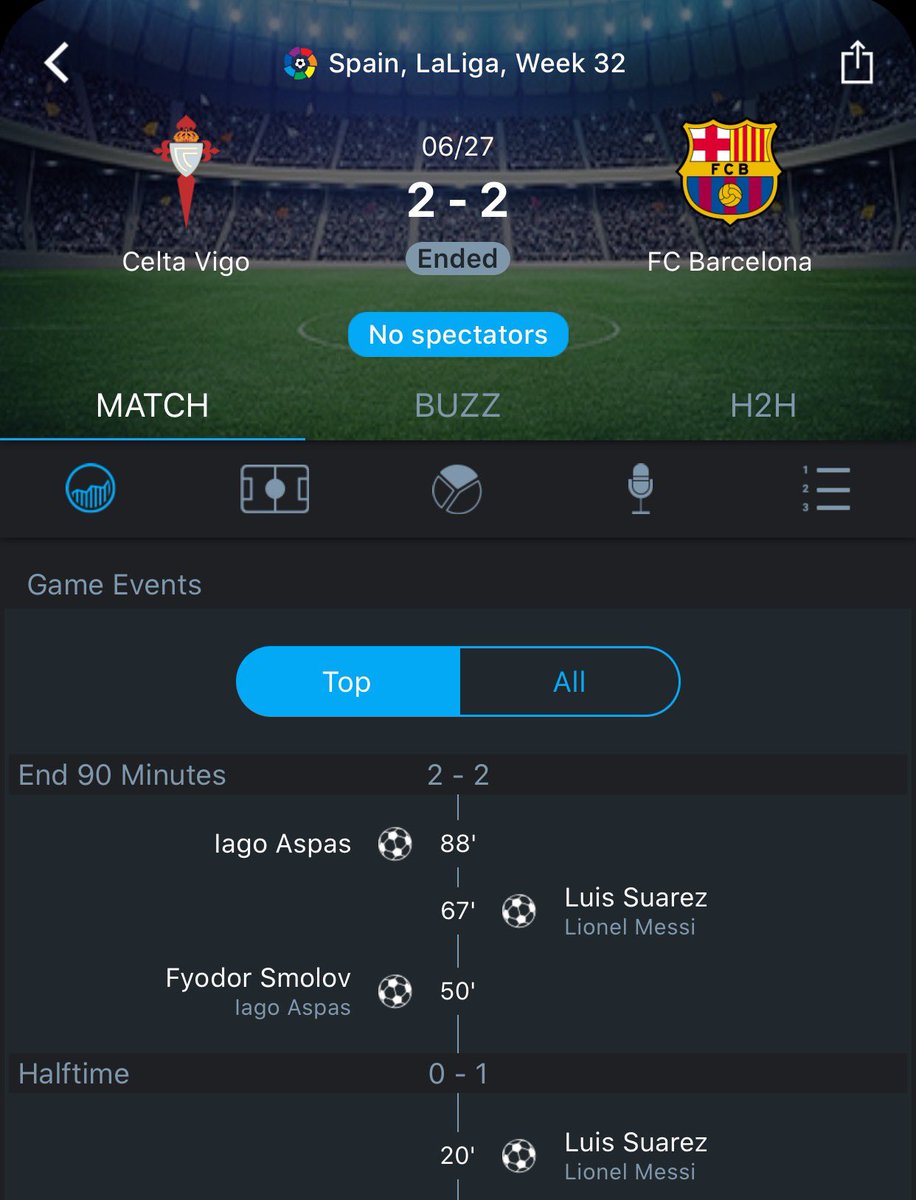 Spain, LaLiga, Week 32
06/27
2 - 2
Celta Vigo
Ended
FCB
FC Barcelona
No spectators
MATCH
BUZZ
H2H
1
2
3
Game Events
Top
All
End 90 Minutes 2 - 2
Iago Aspas 88'
67' Luis Suarez
Lionel Messi
Fyodor Smolov 50'
Iago Aspas
Halftime 0 - 1
20' Luis Suarez
Lionel Messi